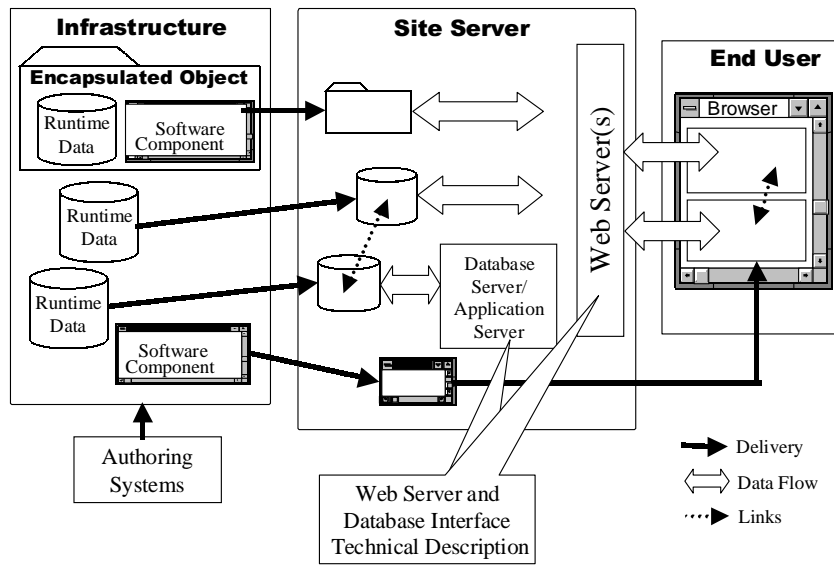 Infrastructure
Encapsulated Object
Runtime
Data
Software
Component
Runtime
Data
Runtime
Data
Software
Component
Authoring
Systems
Site Server
Web Server(s)
Database
Server/
Application
Server
Web Server and
Database Interface
Technical Description
End User
Browser
Delivery
Data Flow
Links